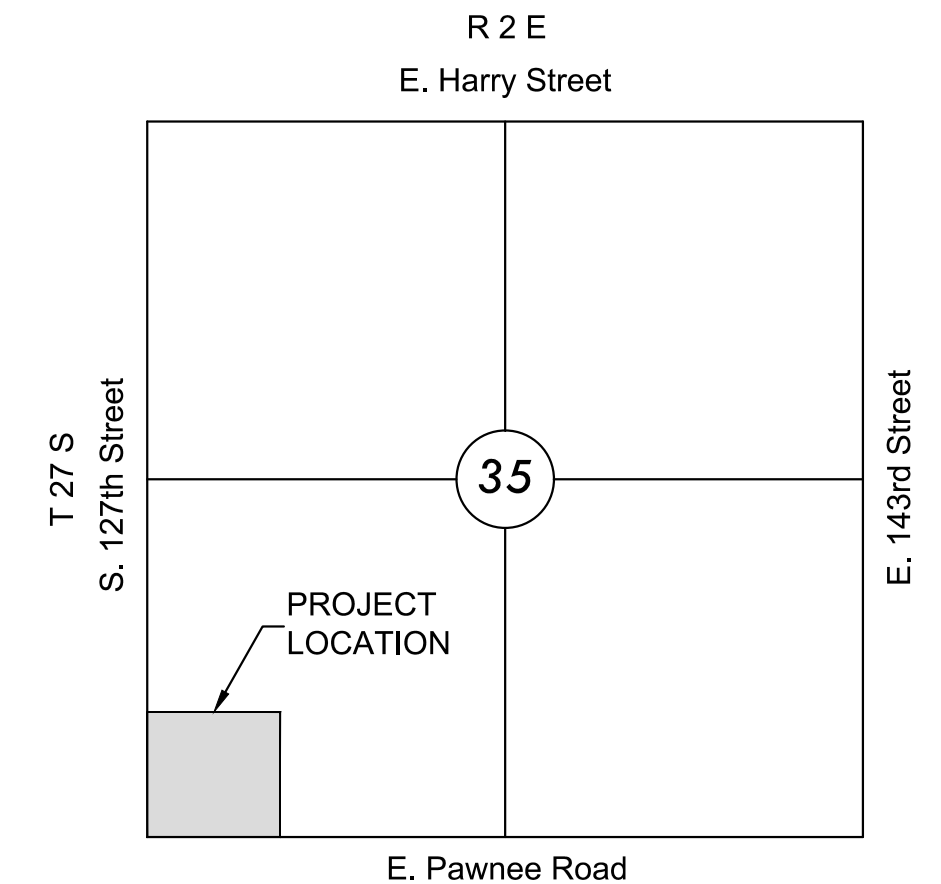 R 2 E
E. Harry Street
T 27 S
S. 127th Street
35
E. 143rd Street
PROJECT
LOCATION
E. Pawnee Road